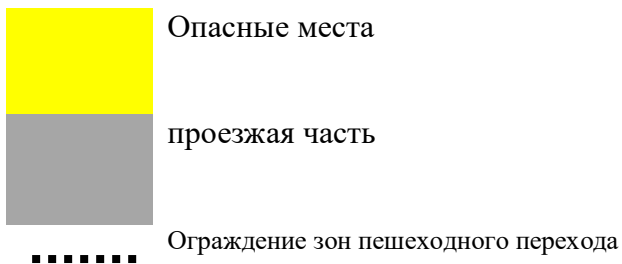 Опасные места
проезжая часть
Ограждение зон пешеходного перехода